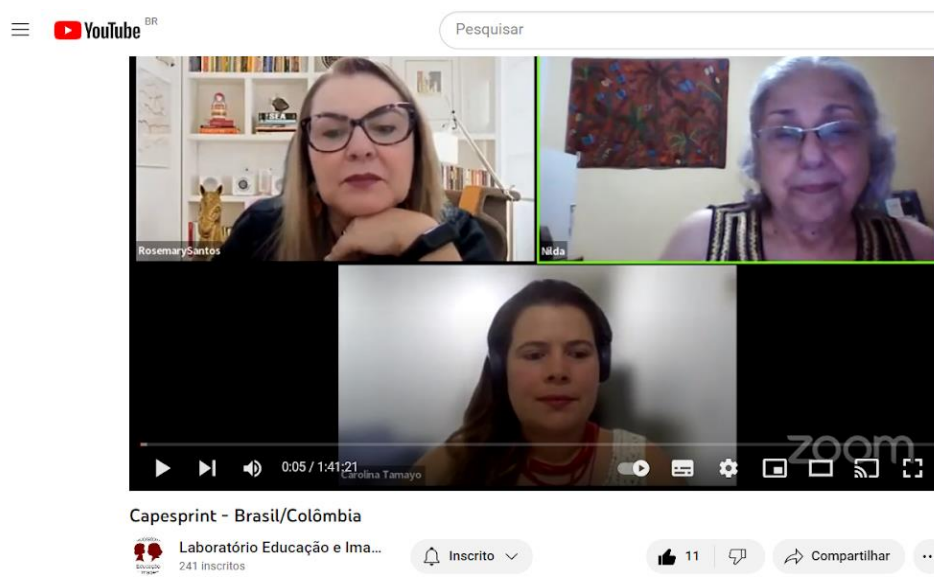 YouTube BR
Pesquisar
SEA
RosemarySantos
Nilda
zoom
0:05 / 1:41:21
Carolina Tamayo
Capesprint - Brasil/Colômbia
Laboratório Educação e Ima...
241 inscritos
Inscrito
11
Compartilhar